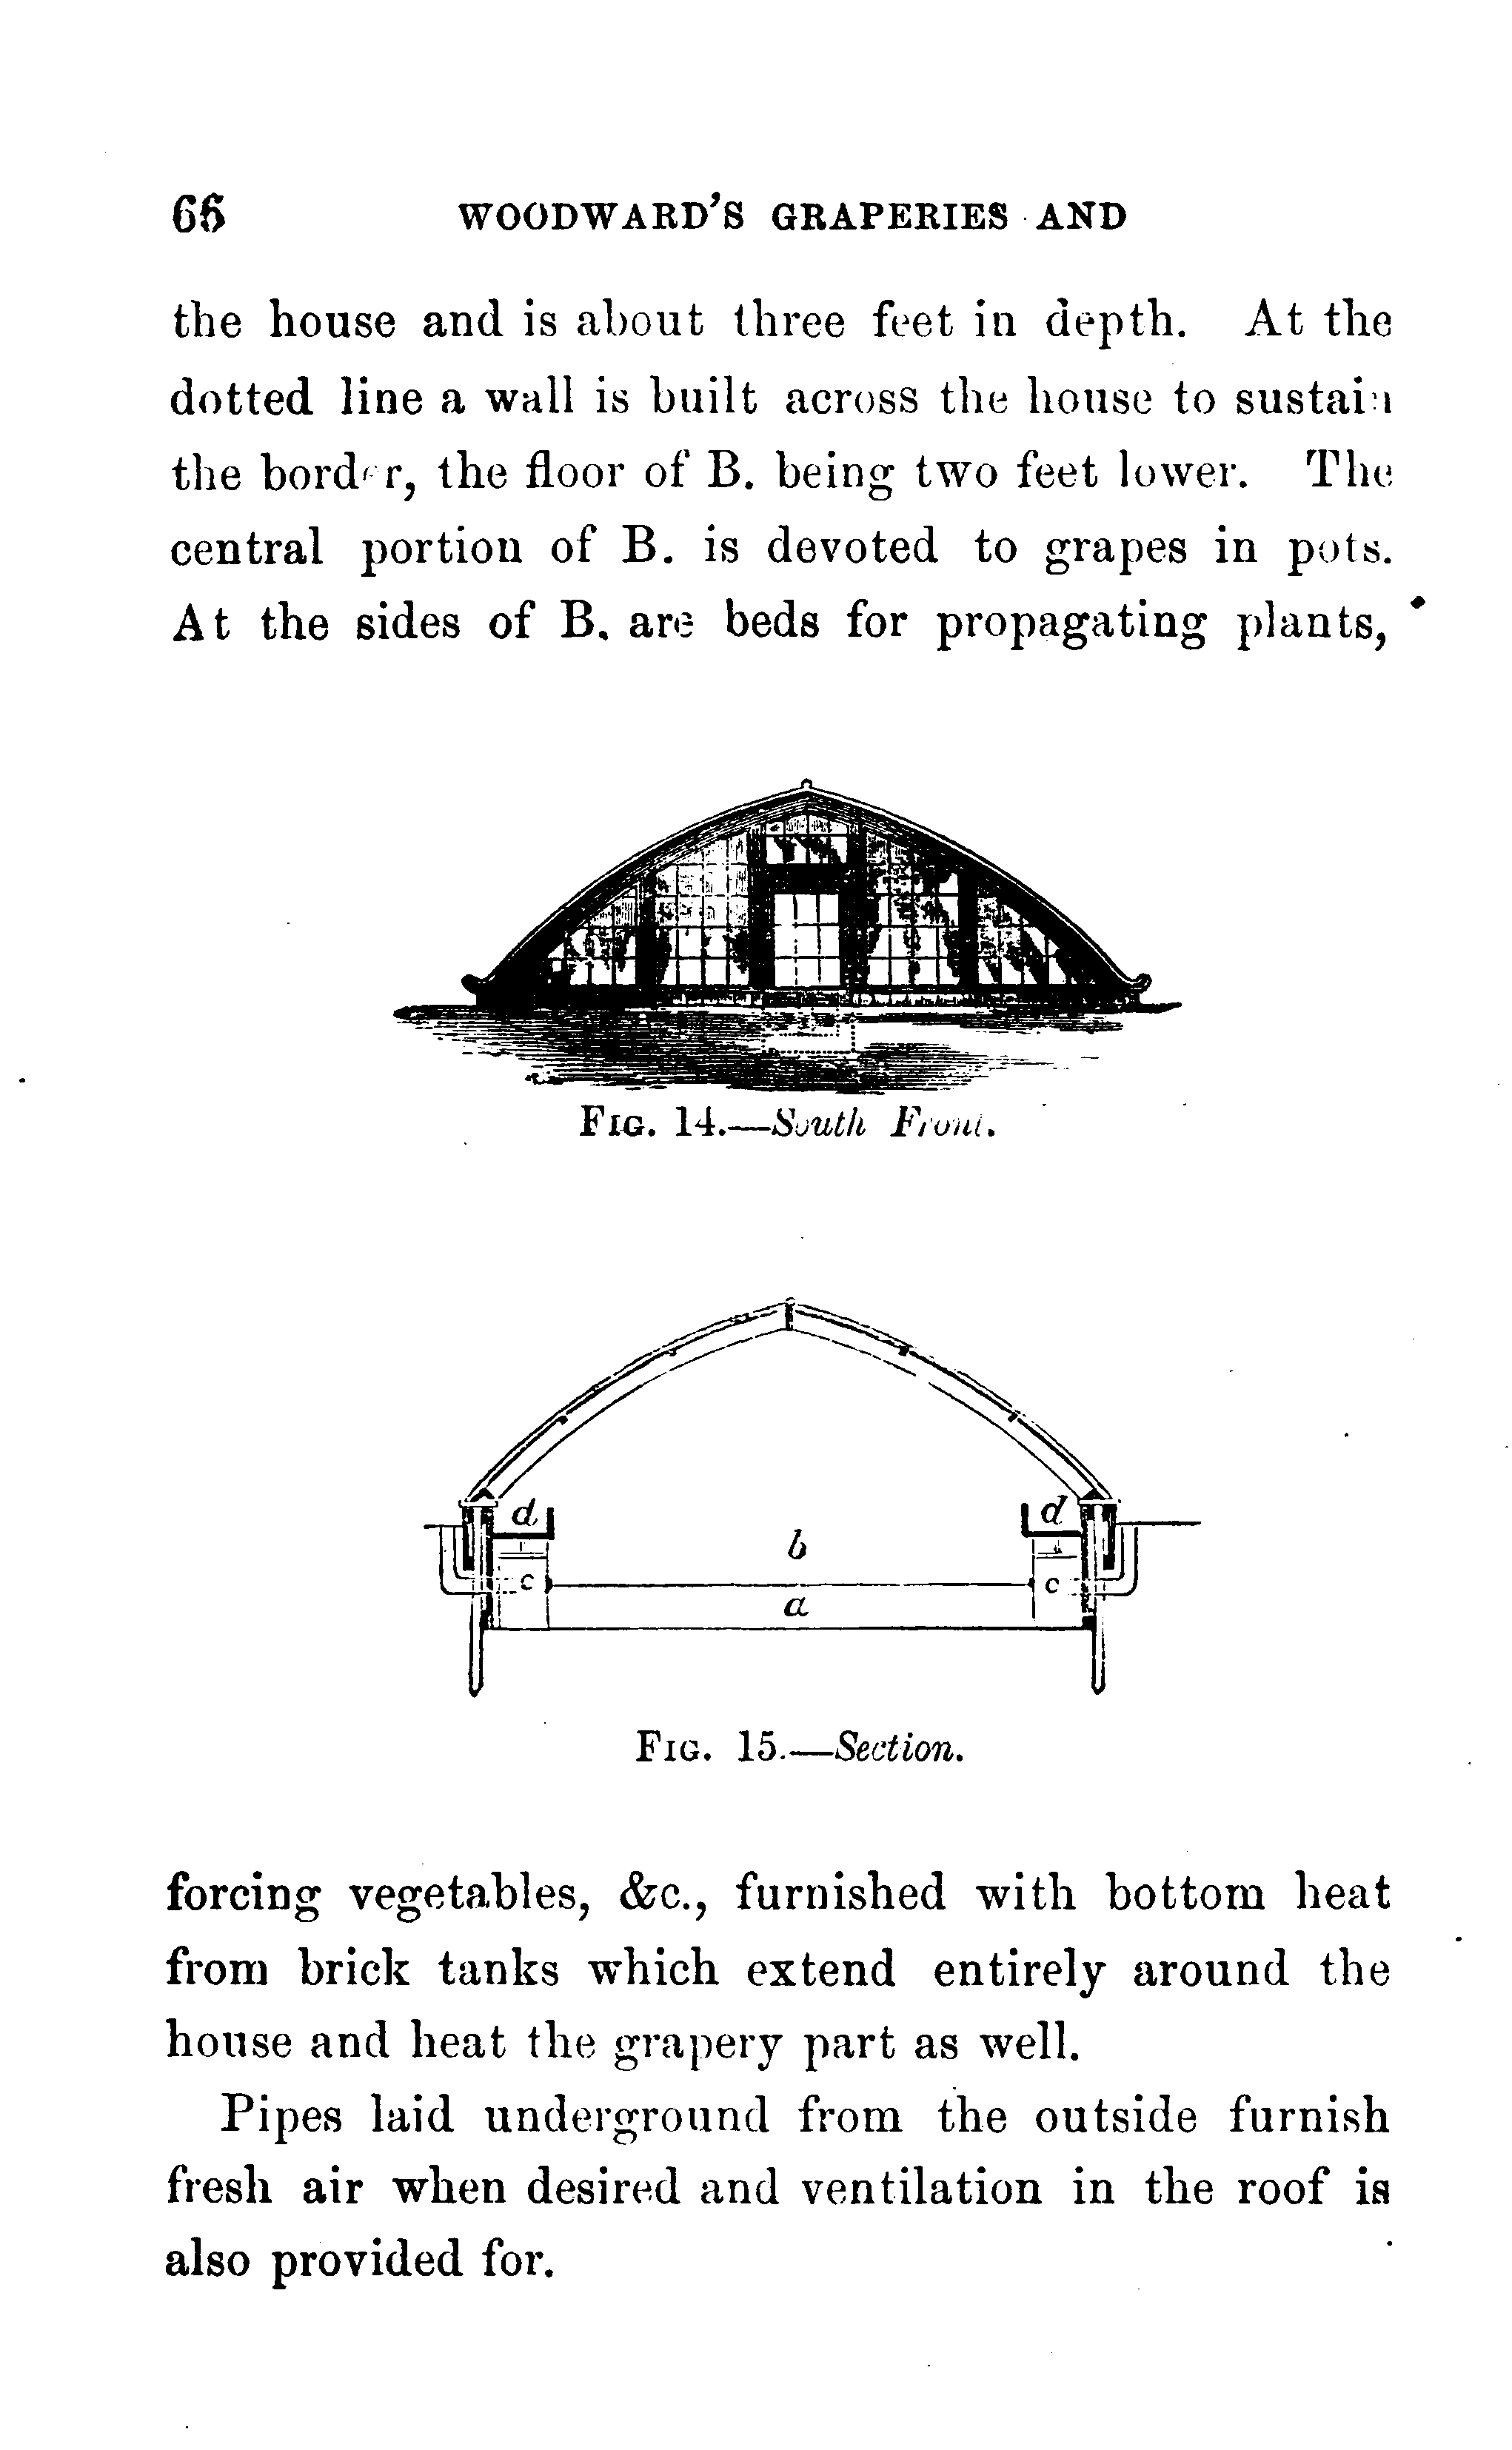 66 WOODWARD'S GRAPERIES AND
the house and is about three feet in depth. At the
dotted line a wall is built across the house to sustain
the border, the floor of B. being two feet lower. The
central portion of B. is devoted to grapes in pots.
At the sides of B. are beds for propagating plants,
FIG. 14.—South Front.
d d
b
c c
a
FIG. 15.—Section.
forcing vegetables, &c., furnished with bottom heat
from brick tanks which extend entirely around the
house and heat the grapery part as well.
Pipes laid underground from the outside furnish
fresh air when desired and ventilation in the roof is
also provided for.